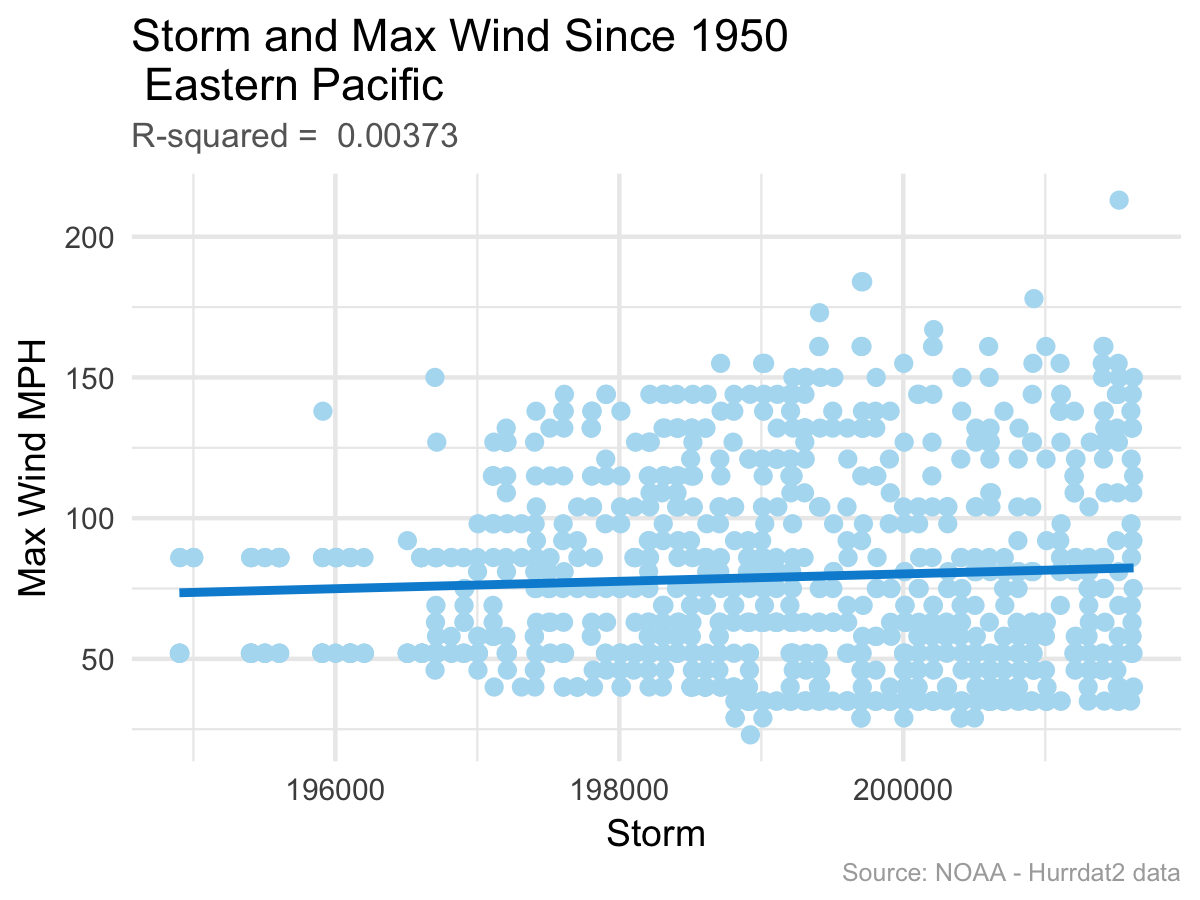 Storm and Max Wind Since 1950
Eastern Pacific
R-squared =  0.00373
Max Wind MPH
200
150
100
50
196000
198000
200000
Storm
Source: NOAA - Hurrdat2 data